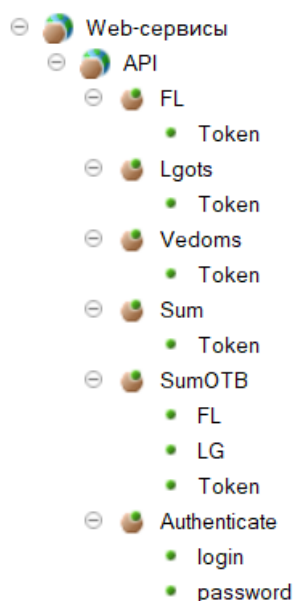 Web-сервисы
API
FL
Token
Lgots
Token
Vedoms
Token
Sum
Token
SumOTB
FL
LG
Token
Authenticate
login
password